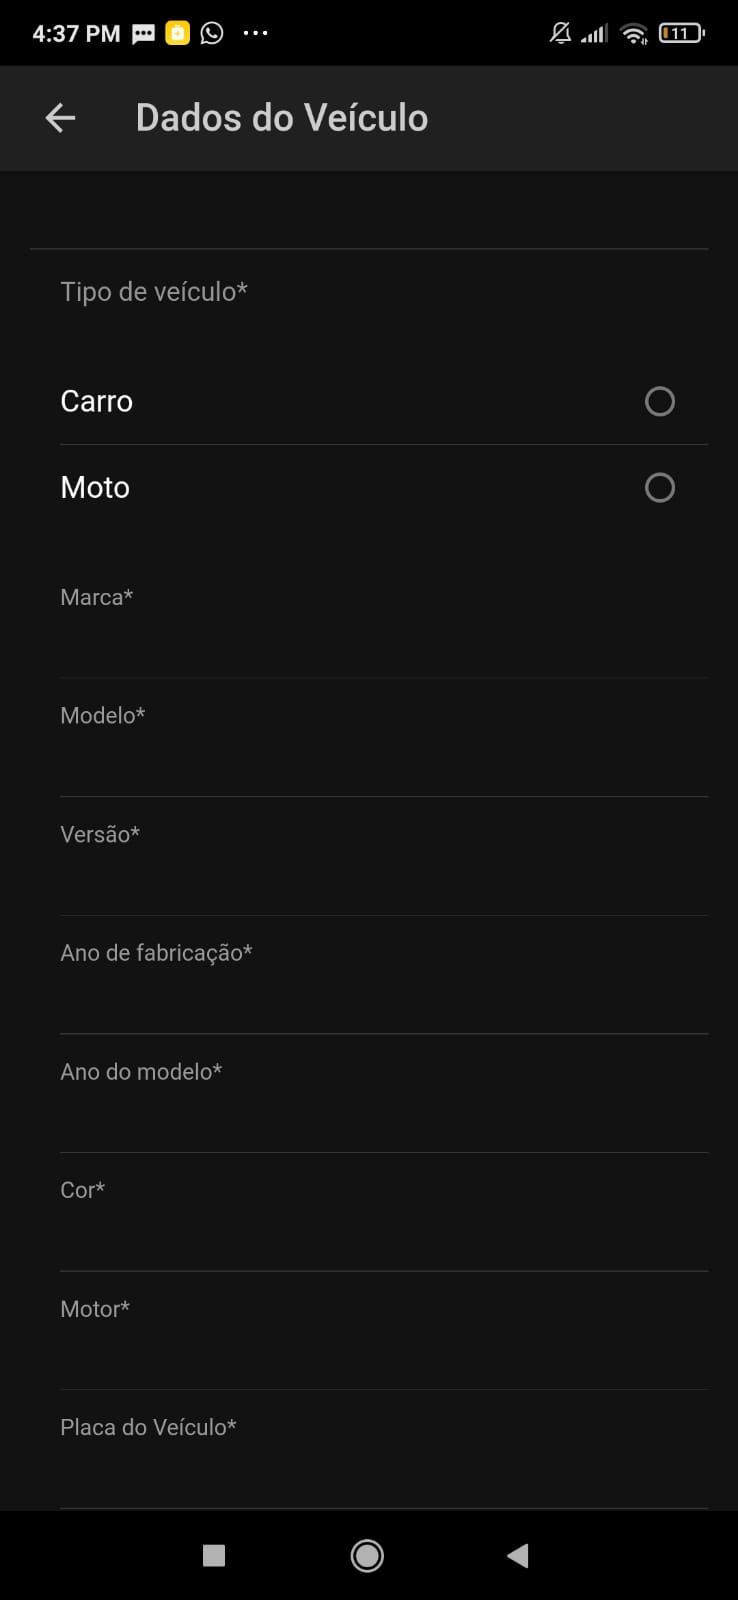 4:37 PM
11
Dados do Veículo
Tipo de veículo*
Carro
Moto
Marca*
Modelo*
Versão*
Ano de fabricação*
Ano do modelo*
Cor*
Motor*
Placa do Veículo*